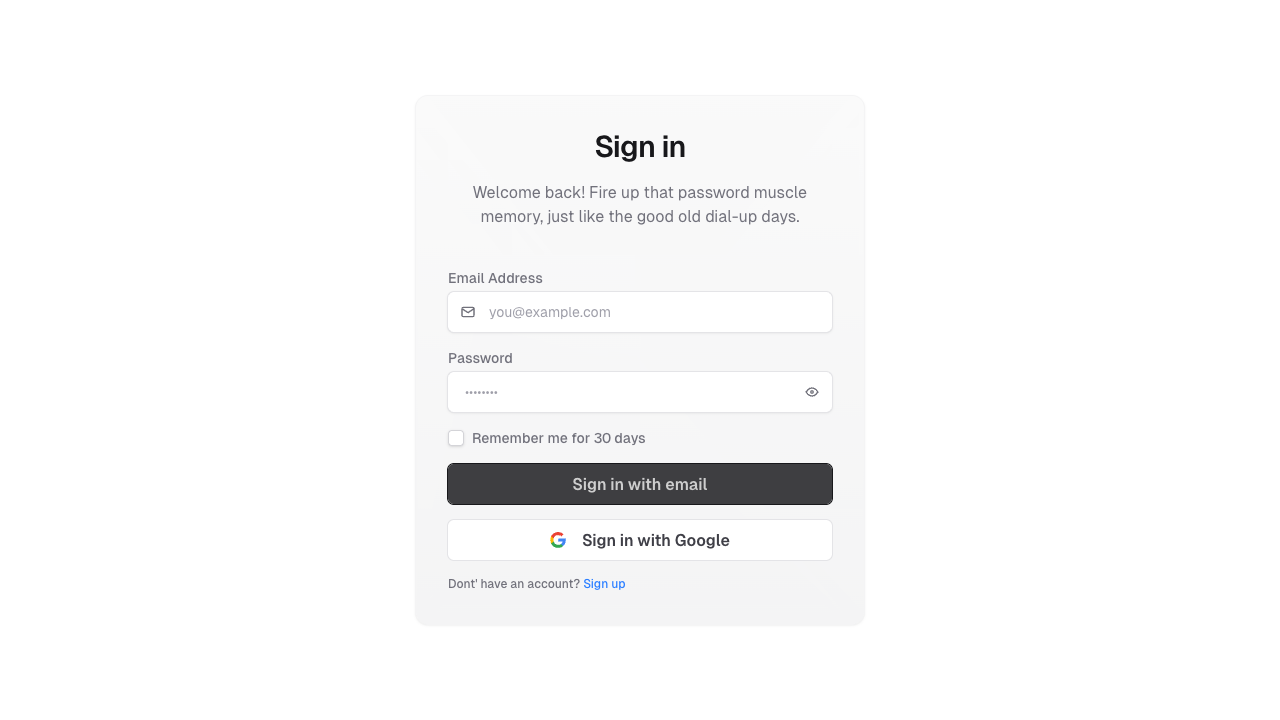 Sign in
Welcome back! Fire up that password muscle
memory, just like the good old dial-up days.
Email Address
you@example.com
Password
••••••••
Remember me for 30 days
Sign in with email
Sign in with Google
Dont' have an account? Sign up